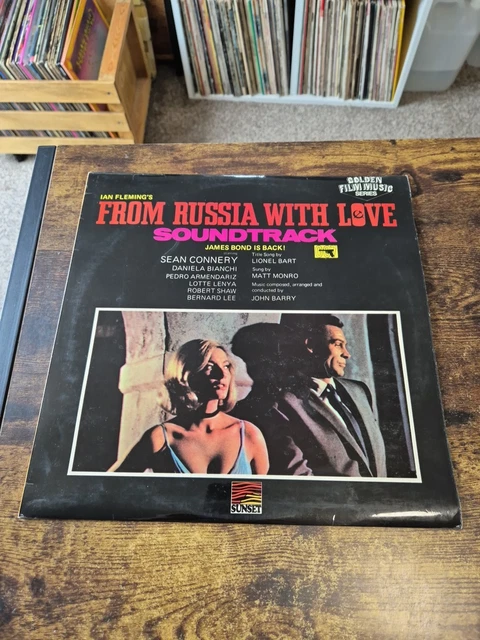 GOLDEN
FILM MUSIC
SERIES
IAN FLEMING'S
FROM RUSSIA WITH LOVE
SOUNDTRACK
JAMES BOND IS BACK!
SEAN CONNERY
DANIELA BIANCHI
PEDRO ARMENDARIZ
LOTTE LENYA
ROBERT SHAW
BERNARD LEE
Title Song by
LIONEL BART
Sung by
MATT MONRO
Music composed, arranged and
conducted by
JOHN BARRY
SUNSET